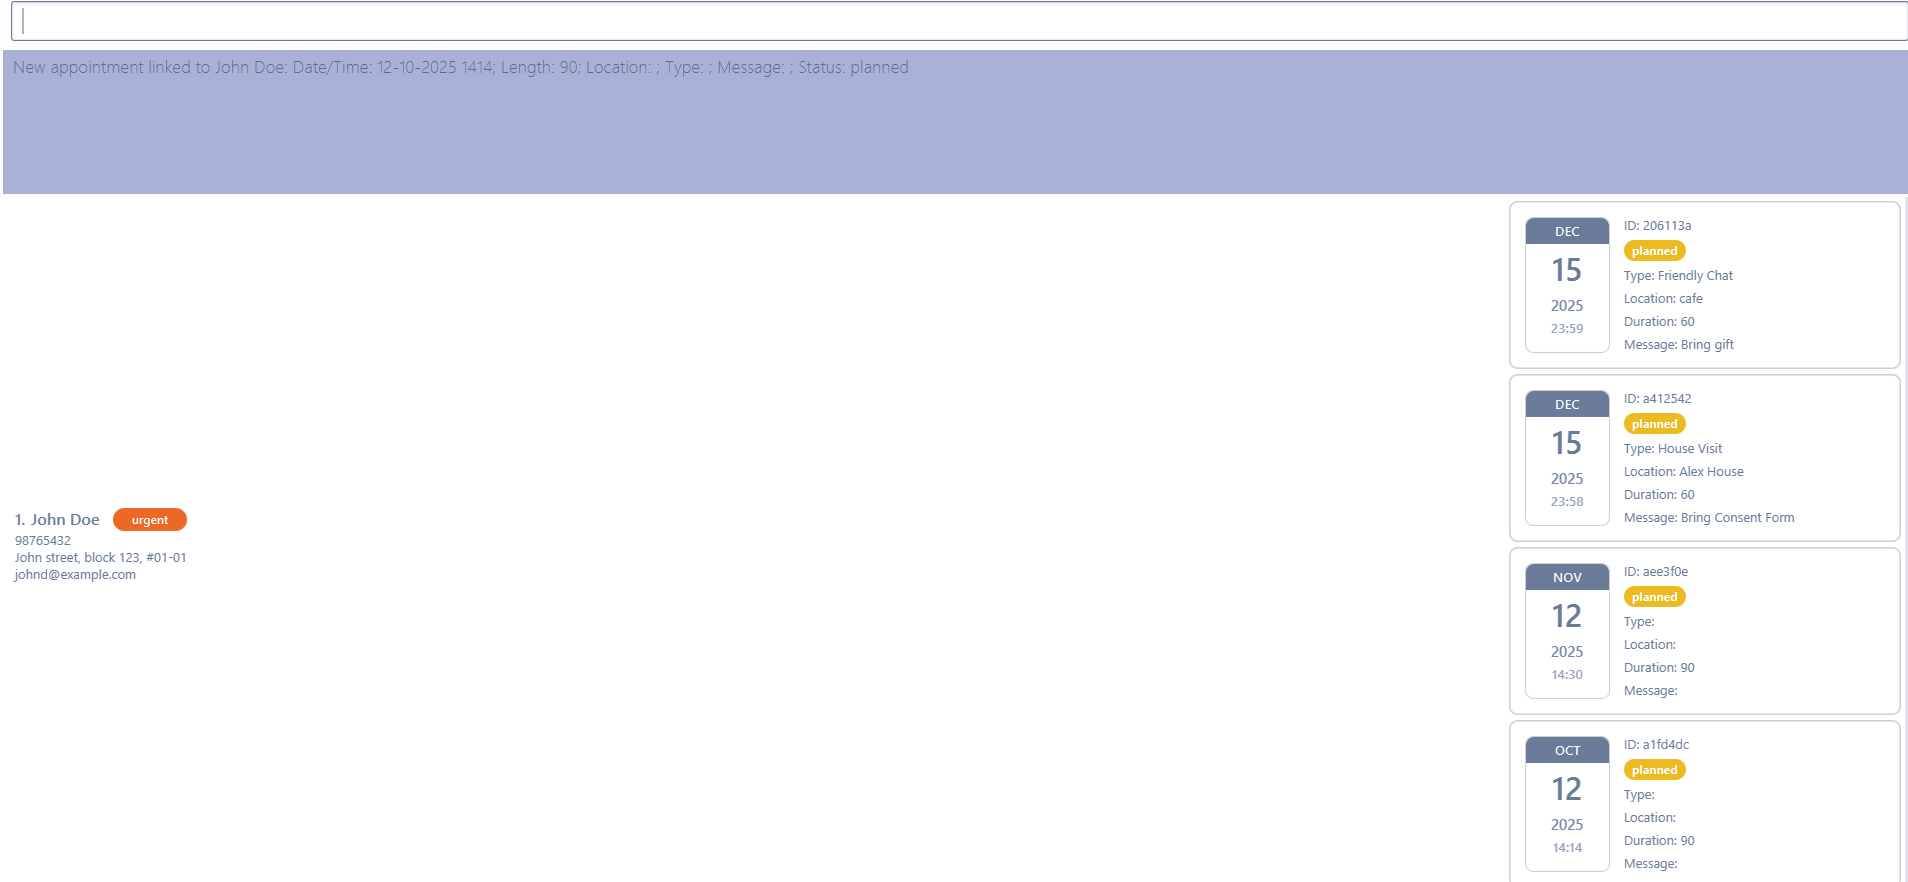 New appointment linked to John Doe: Date/Time: 12-10-2025 1414; Length: 90; Location: ; Type: ; Message: ; Status: planned
1. John Doe urgent
98765432
John street, block 123, #01-01
johnd@example.com
DEC
15
2025
23:59
ID: 206113a
planned
Type: Friendly Chat
Location: cafe
Duration: 60
Message: Bring gift
DEC
15
2025
23:58
ID: a412542
planned
Type: House Visit
Location: Alex House
Duration: 60
Message: Bring Consent Form
NOV
12
2025
14:30
ID: aee3f0e
planned
Type:
Location:
Duration: 90
Message:
OCT
12
2025
14:14
ID: a1fd4dc
planned
Type:
Location:
Duration: 90
Message: